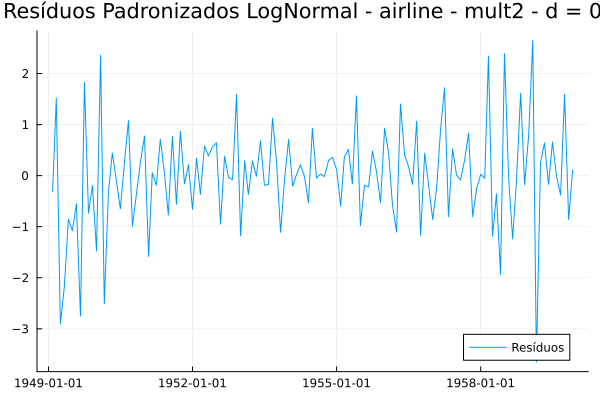 Resíduos Padronizados LogNormal - airline - mult2 - d = 0
2
1
0
−1
−2
−3
Resíduos
1949-01-01 1952-01-01 1955-01-01 1958-01-01